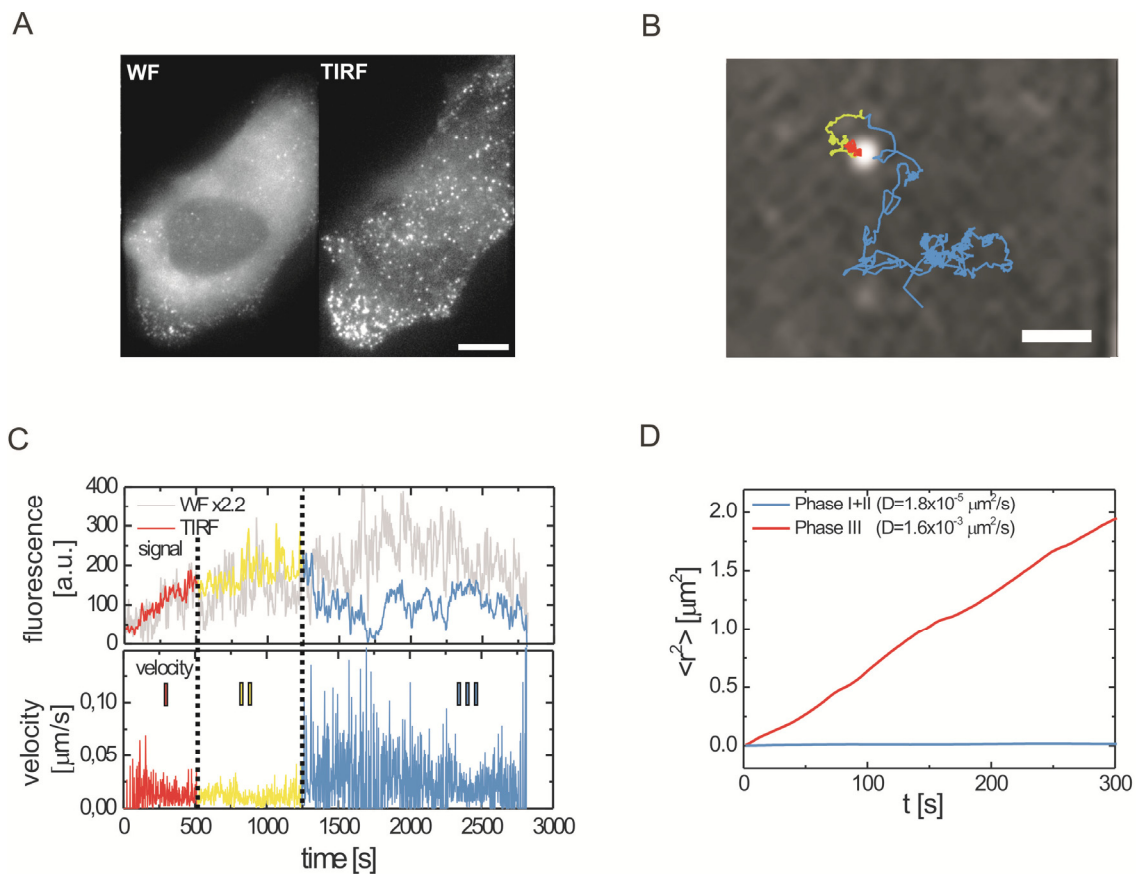 A
B
WF
TIRF
C
D
fluorescence
[a.u.]
400
300
200
100
0
WF x2.2
TIRF
signal
velocity
[µm/s]
0,10
0,05
0,00
velocity
I
II
III
0
500
1000
1500
2000
2500
3000
time [s]
<r²> [µm²]
2.0
1.5
1.0
0.5
0.0
Phase I+II (D=1.8x10⁻⁵ µm²/s)
Phase III (D=1.6x10⁻³ µm²/s)
0
100
200
300
t [s]